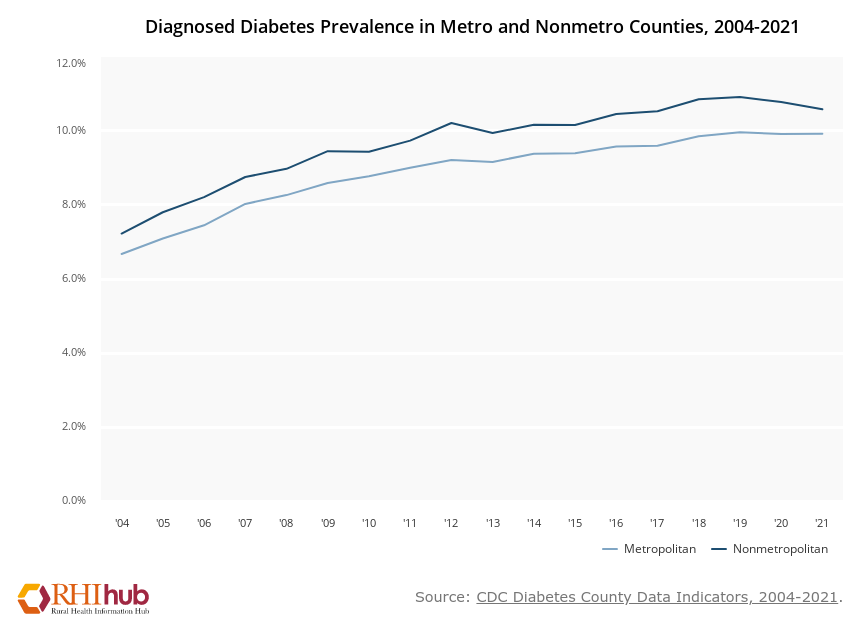 Diagnosed Diabetes Prevalence in Metro and Nonmetro Counties, 2004-2021
12.0%
10.0%
8.0%
6.0%
4.0%
2.0%
0.0%
'04 '05 '06 '07 '08 '09 '10 '11 '12 '13 '14 '15 '16 '17 '18 '19 '20 '21
Metropolitan Nonmetropolitan
RHIhub
Rural Health Information Hub
Source: CDC Diabetes County Data Indicators, 2004-2021.